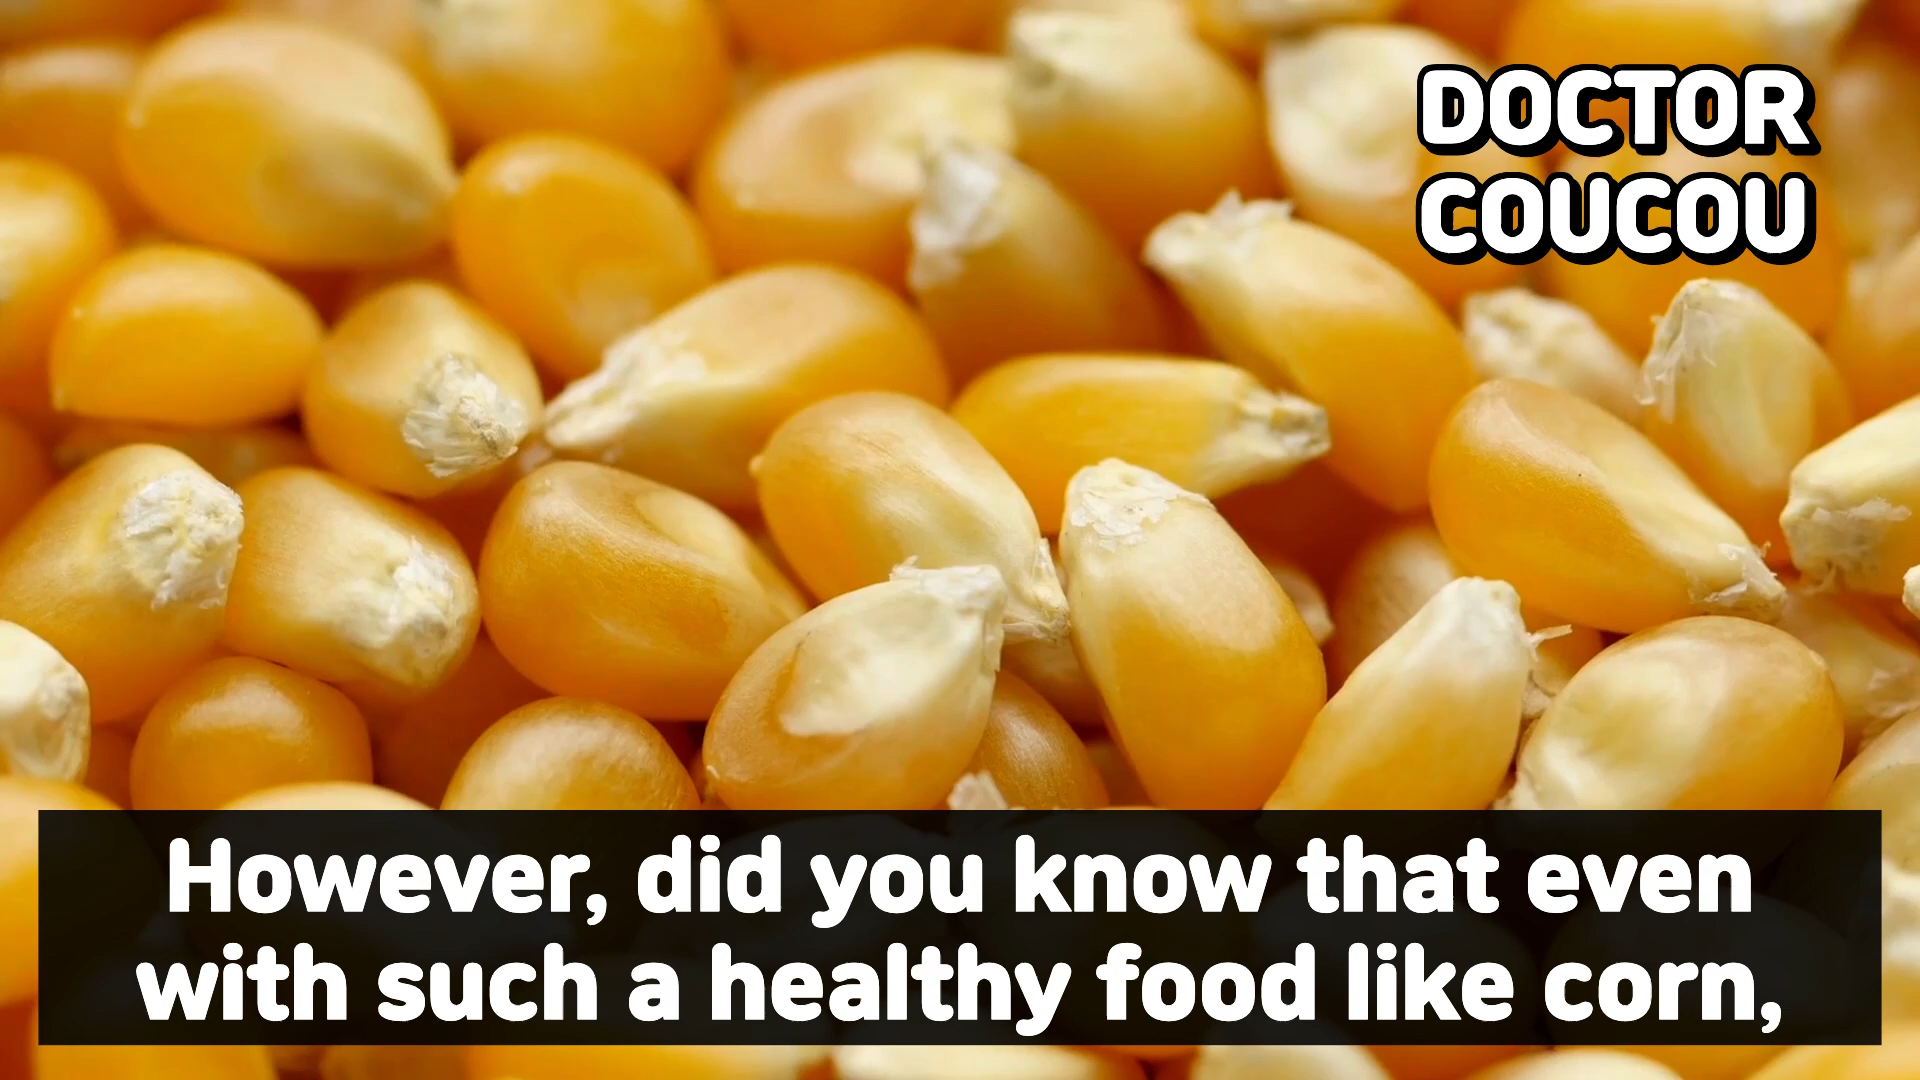 DOCTOR
COUCOU
However, did you know that even
with such a healthy food like corn,